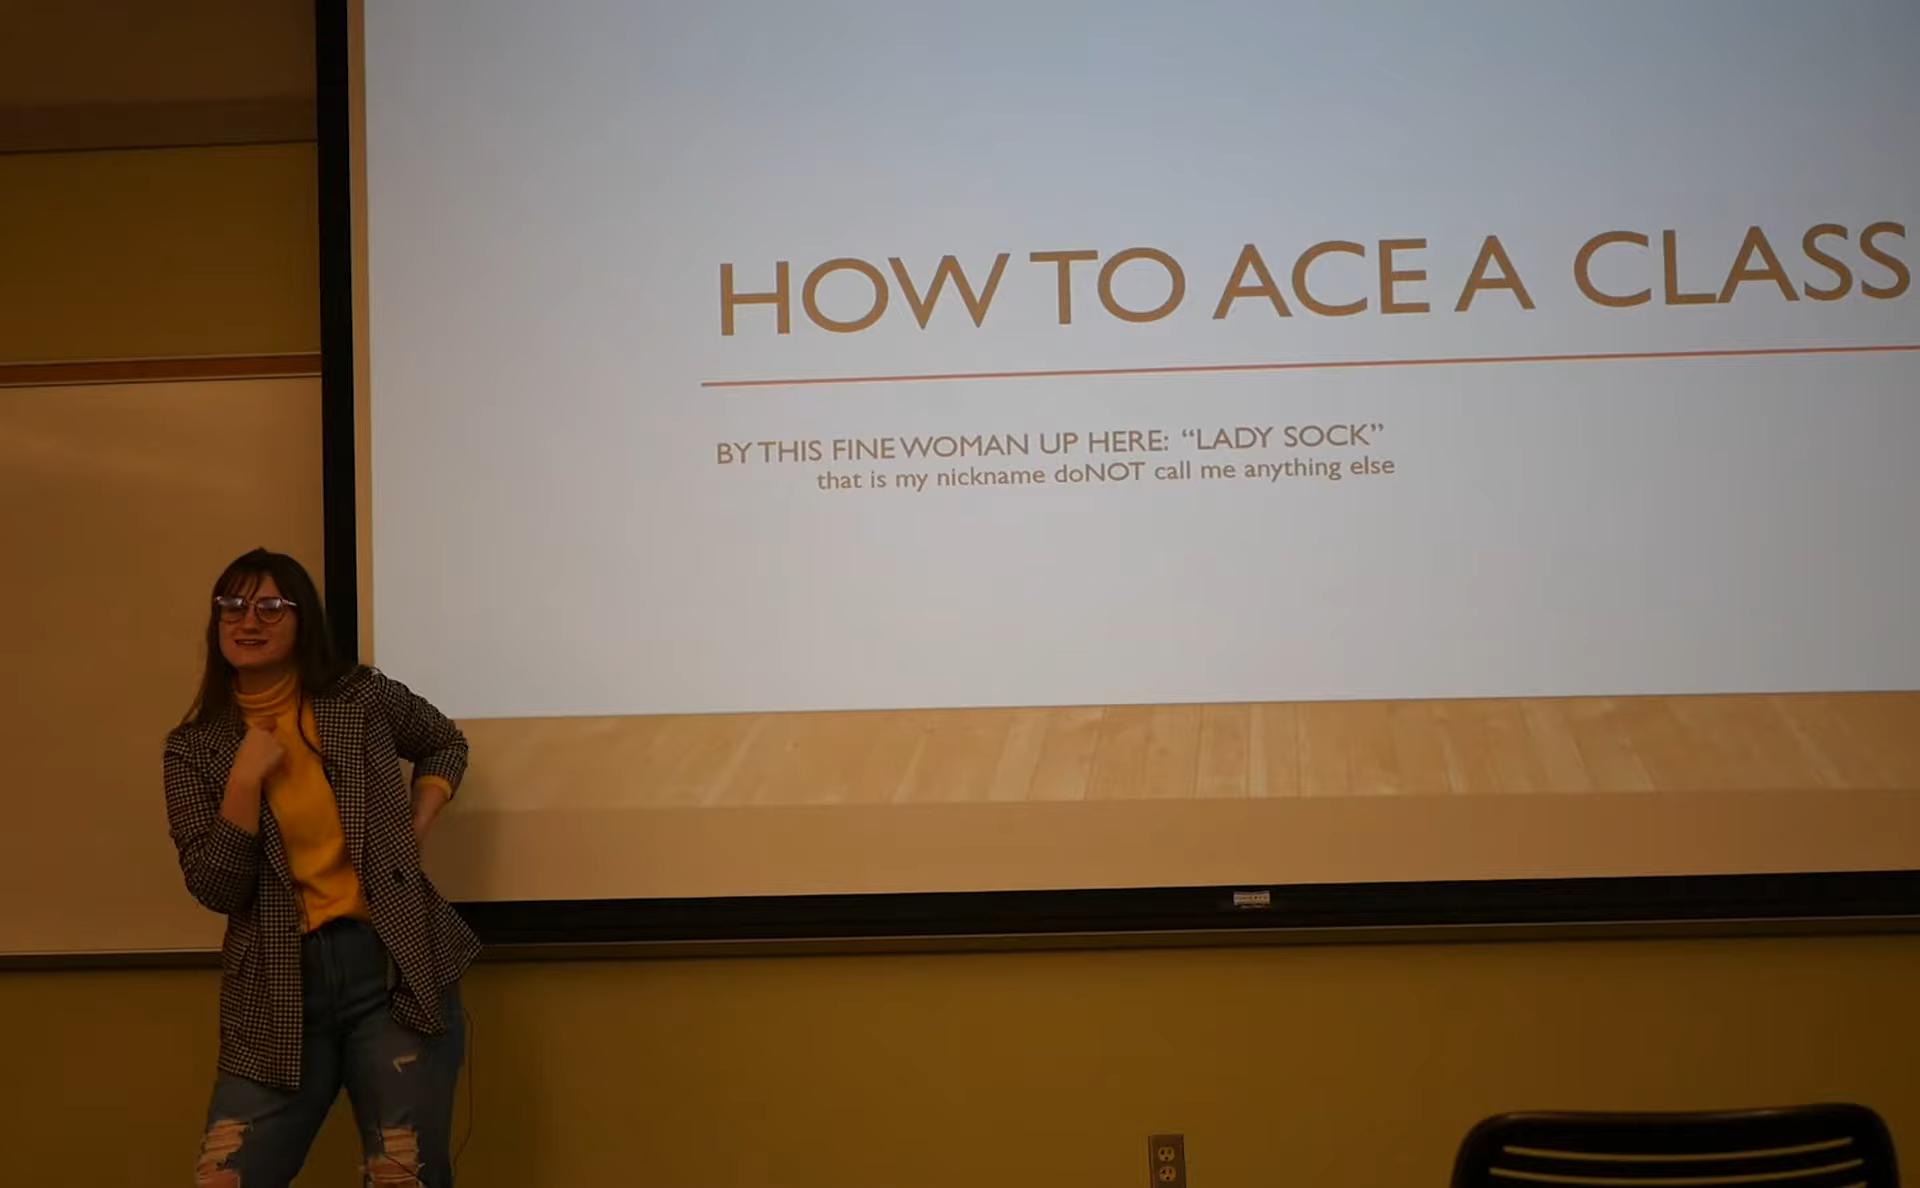 HOW TO ACE A CLASS
BY THIS FINE WOMAN UP HERE: “LADY SOCK”
that is my nickname doNOT call me anything else